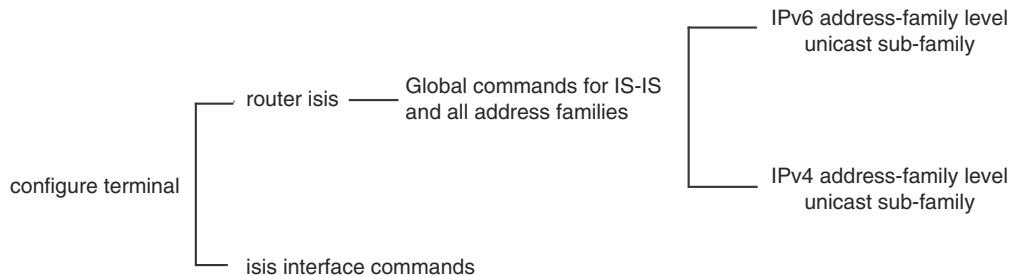 IPv6 address-family level
unicast sub-family
router isis
Global commands for IS-IS
and all address families
configure terminal
IPv4 address-family level
unicast sub-family
isis interface commands